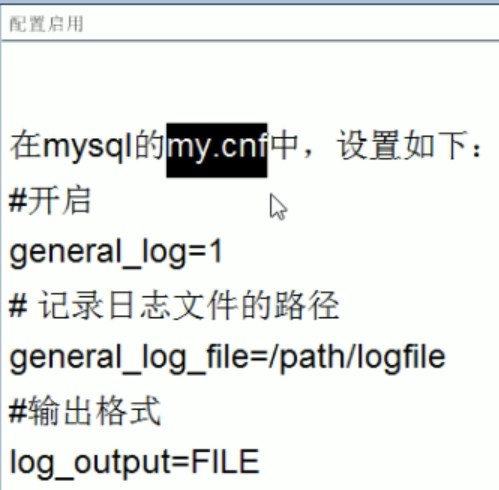 配置启用
在mysql的my.cnf中，设置如下：
#开启
general_log=1
# 记录日志文件的路径
general_log_file=/path/logfile
#输出格式
log_output=FILE